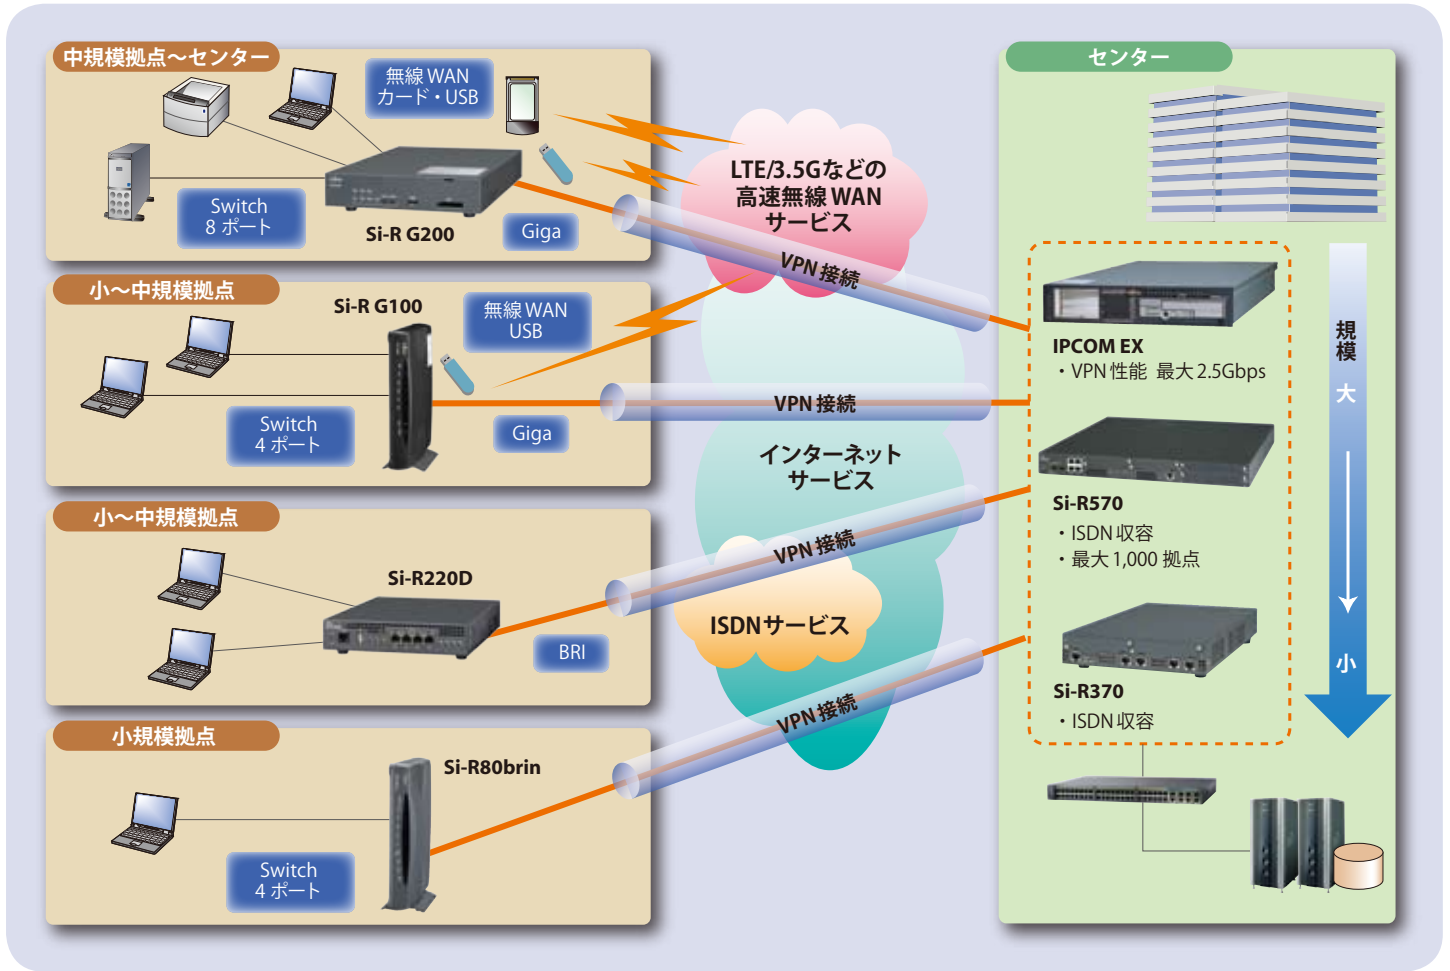 中規模拠点~センター
無線 WAN
カード・USB
Switch
8 ポート
Si-R G200
Giga
小~中規模拠点
Si-R G100
無線 WAN
USB
Switch
4 ポート
Giga
小~中規模拠点
Si-R220D
BRI
小規模拠点
Si-R80brin
Switch
4 ポート
LTE/3.5Gなどの
高速無線 WAN
サービス
VPN 接続
VPN 接続
インターネット
サービス
VPN 接続
ISDNサービス
VPN 接続
センター
IPCOM EX
・VPN 性能 最大 2.5Gbps
Si-R570
・ISDN 収容
・最大 1,000 拠点
Si-R370
・ISDN 収容
規模
大
小